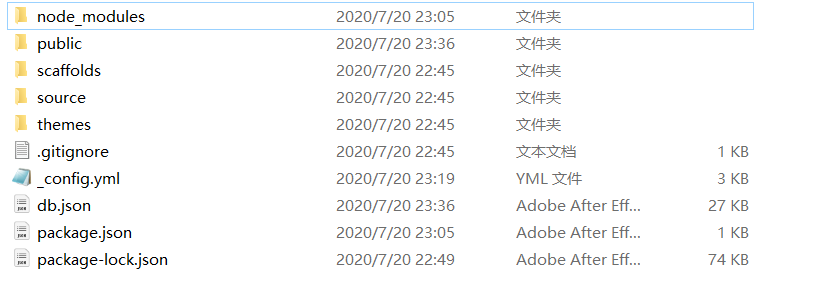 node_modules 2020/7/20 23:05 文件夹
public 2020/7/20 23:36 文件夹
scaffolds 2020/7/20 22:45 文件夹
source 2020/7/20 22:45 文件夹
themes 2020/7/20 22:45 文件夹
.gitignore 2020/7/20 22:45 文本文档 1 KB
_config.yml 2020/7/20 23:19 YML 文件 3 KB
db.json 2020/7/20 23:36 Adobe After Eff... 27 KB
package.json 2020/7/20 23:05 Adobe After Eff... 1 KB
package-lock.json 2020/7/20 22:49 Adobe After Eff... 74 KB